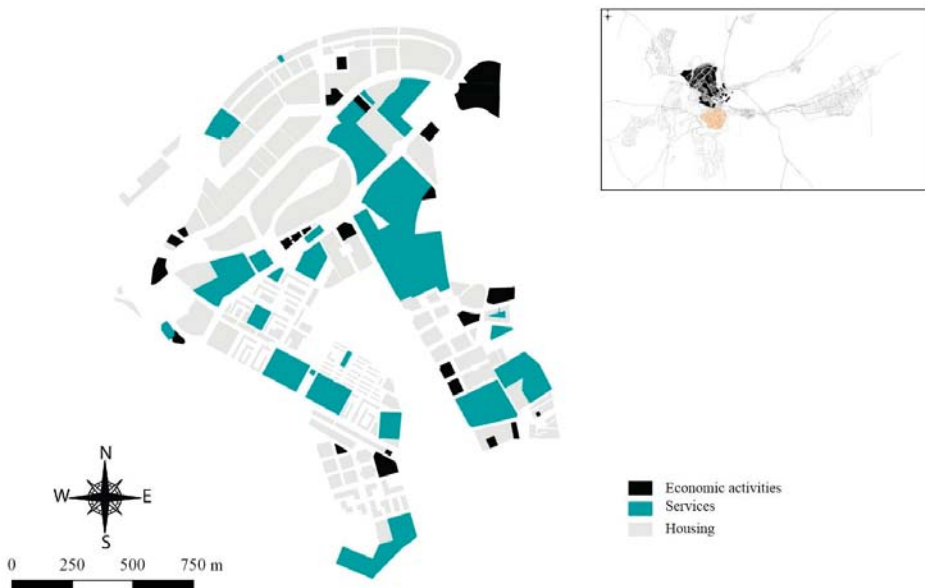 N
W E
S
0 250 500 750 m
Economic activities
Services
Housing